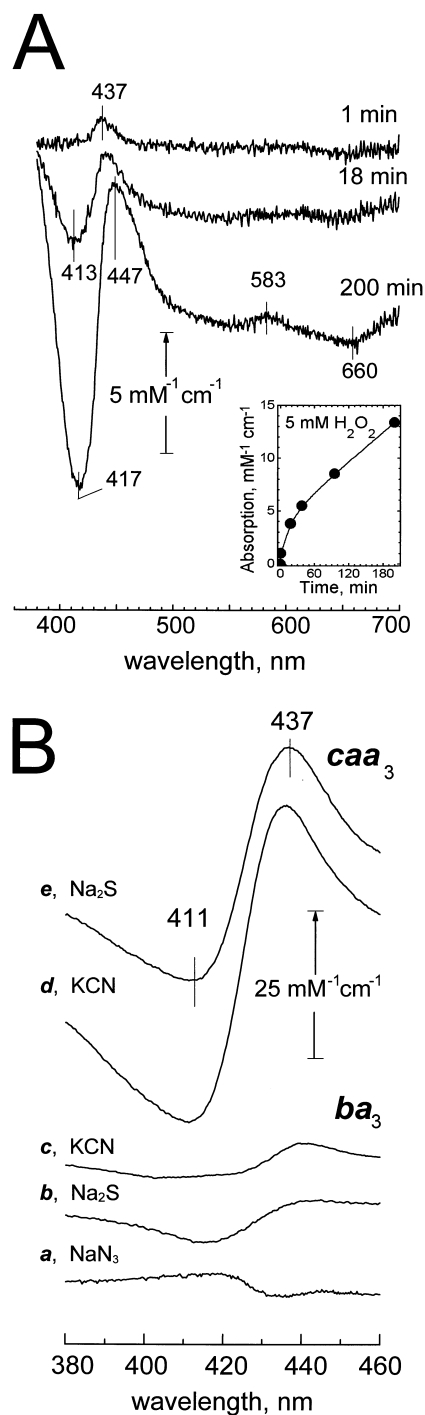 A
437
1 min
18 min
413
447
583
200 min
660
5 mM⁻¹cm⁻¹
417
5 mM H₂O₂
Absorption, mM⁻¹ cm⁻¹
15
10
5
0
0 60 120 180
Time, min
400 500 600 700
wavelength, nm
B
437
caa₃
e, Na₂S
411
d, KCN
25 mM⁻¹cm⁻¹
ba₃
c, KCN
b, Na₂S
a, NaN₃
380 400 420 440 460
wavelength, nm